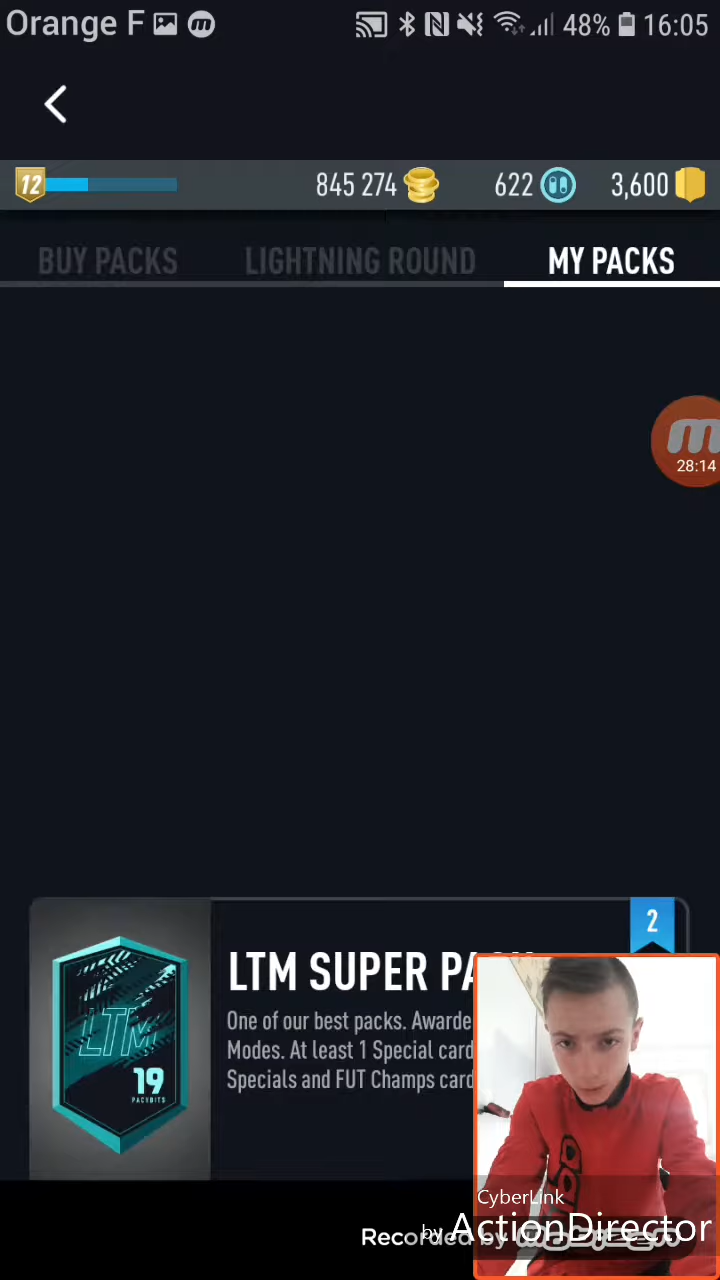 Orange F 48% 16:05
12 845 274 622 3,600
BUY PACKS LIGHTNING ROUND MY PACKS
28:14
2
LTM SUPER
One of our best packs. Awarde
Modes. At least 1 Special card
Specials and FUT Champs card
LTM
19
PACYBITS
CyberLink
by ActionDirector
Recorded by